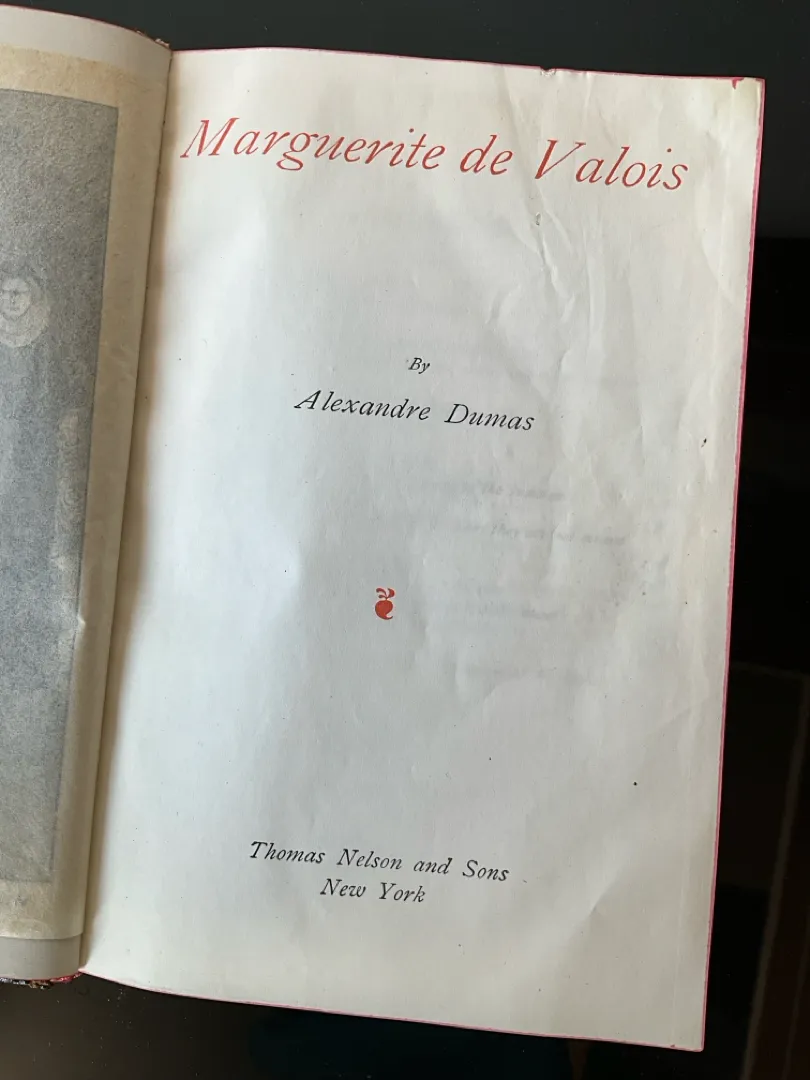 Marguerite de Valois
By
Alexandre Dumas
Thomas Nelson and Sons
New York